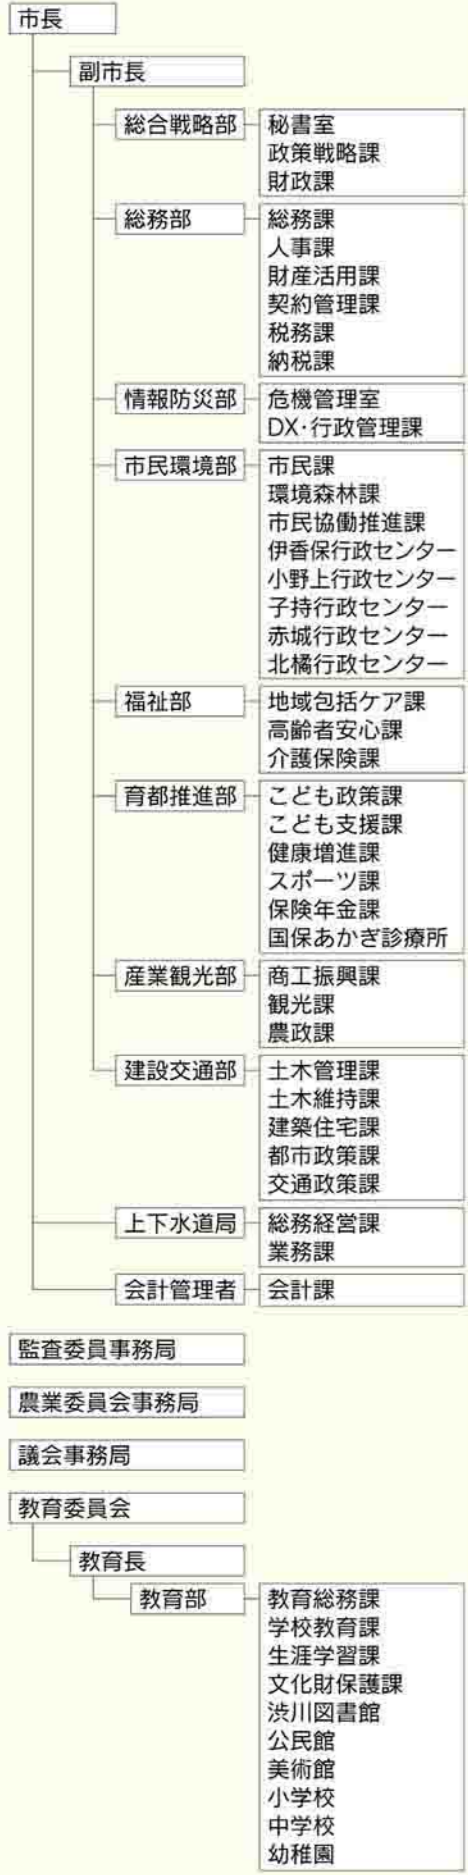 市長
副市長
総合戦略部
秘書室
政策戦略課
財政課
総務部
総務課
人事課
財産活用課
契約管理課
税務課
納税課
情報防災部
危機管理室
DX・行政管理課
市民環境部
市民課
環境森林課
市民協働推進課
伊香保行政センター
小野上行政センター
子持行政センター
赤城行政センター
北橘行政センター
福祉部
地域包括ケア課
高齢者安心課
介護保険課
育都推進部
こども政策課
こども支援課
健康増進課
スポーツ課
保険年金課
国保あかぎ診療所
産業観光部
商工振興課
観光課
農政課
建設交通部
土木管理課
土木維持課
建築住宅課
都市政策課
交通政策課
上下水道局
総務経営課
業務課
会計管理者
会計課
監査委員事務局
農業委員会事務局
議会事務局
教育委員会
教育長
教育部
教育総務課
学校教育課
生涯学習課
文化財保護課
渋川図書館
公民館
美術館
小学校
中学校
幼稚園